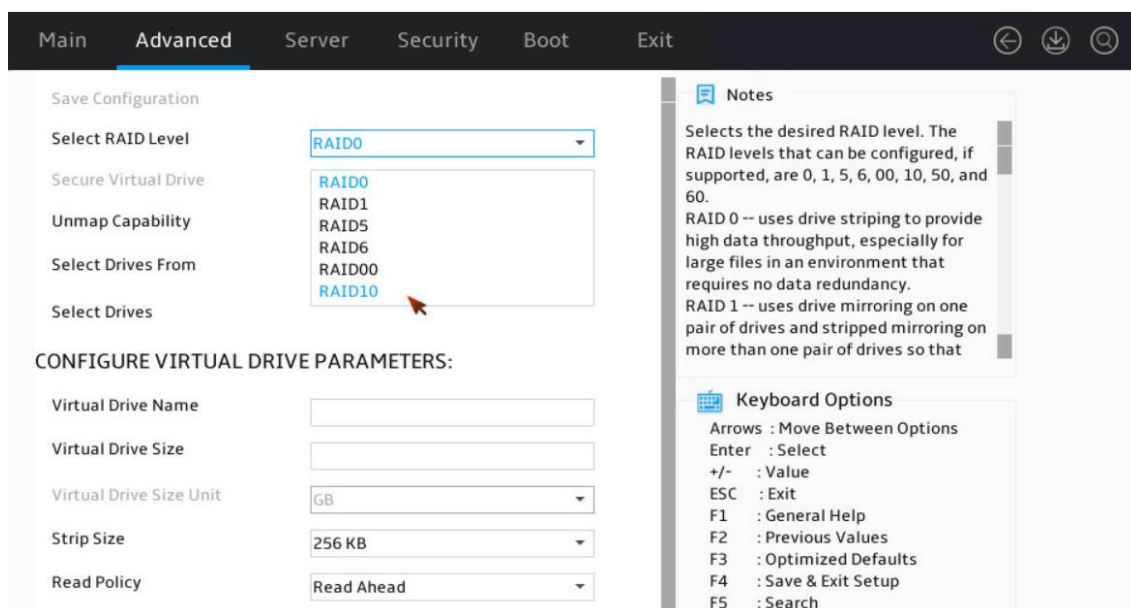 Main Advanced Server Security Boot Exit
Save Configuration
Select RAID Level RAID0
Secure Virtual Drive
Unmap Capability
Select Drives From
Select Drives
RAID0
RAID1
RAID5
RAID6
RAID00
RAID10
CONFIGURE VIRTUAL DRIVE PARAMETERS:
Virtual Drive Name
Virtual Drive Size
Virtual Drive Size Unit GB
Strip Size 256 KB
Read Policy Read Ahead
Notes
Selects the desired RAID level. The
RAID levels that can be configured, if
supported, are 0, 1, 5, 6, 00, 10, 50, and
60.
RAID 0 -- uses drive striping to provide
high data throughput, especially for
large files in an environment that
requires no data redundancy.
RAID 1 -- uses drive mirroring on one
pair of drives and stripped mirroring on
more than one pair of drives so that
Keyboard Options
Arrows : Move Between Options
Enter : Select
+/- : Value
ESC : Exit
F1 : General Help
F2 : Previous Values
F3 : Optimized Defaults
F4 : Save & Exit Setup
F5 : Search